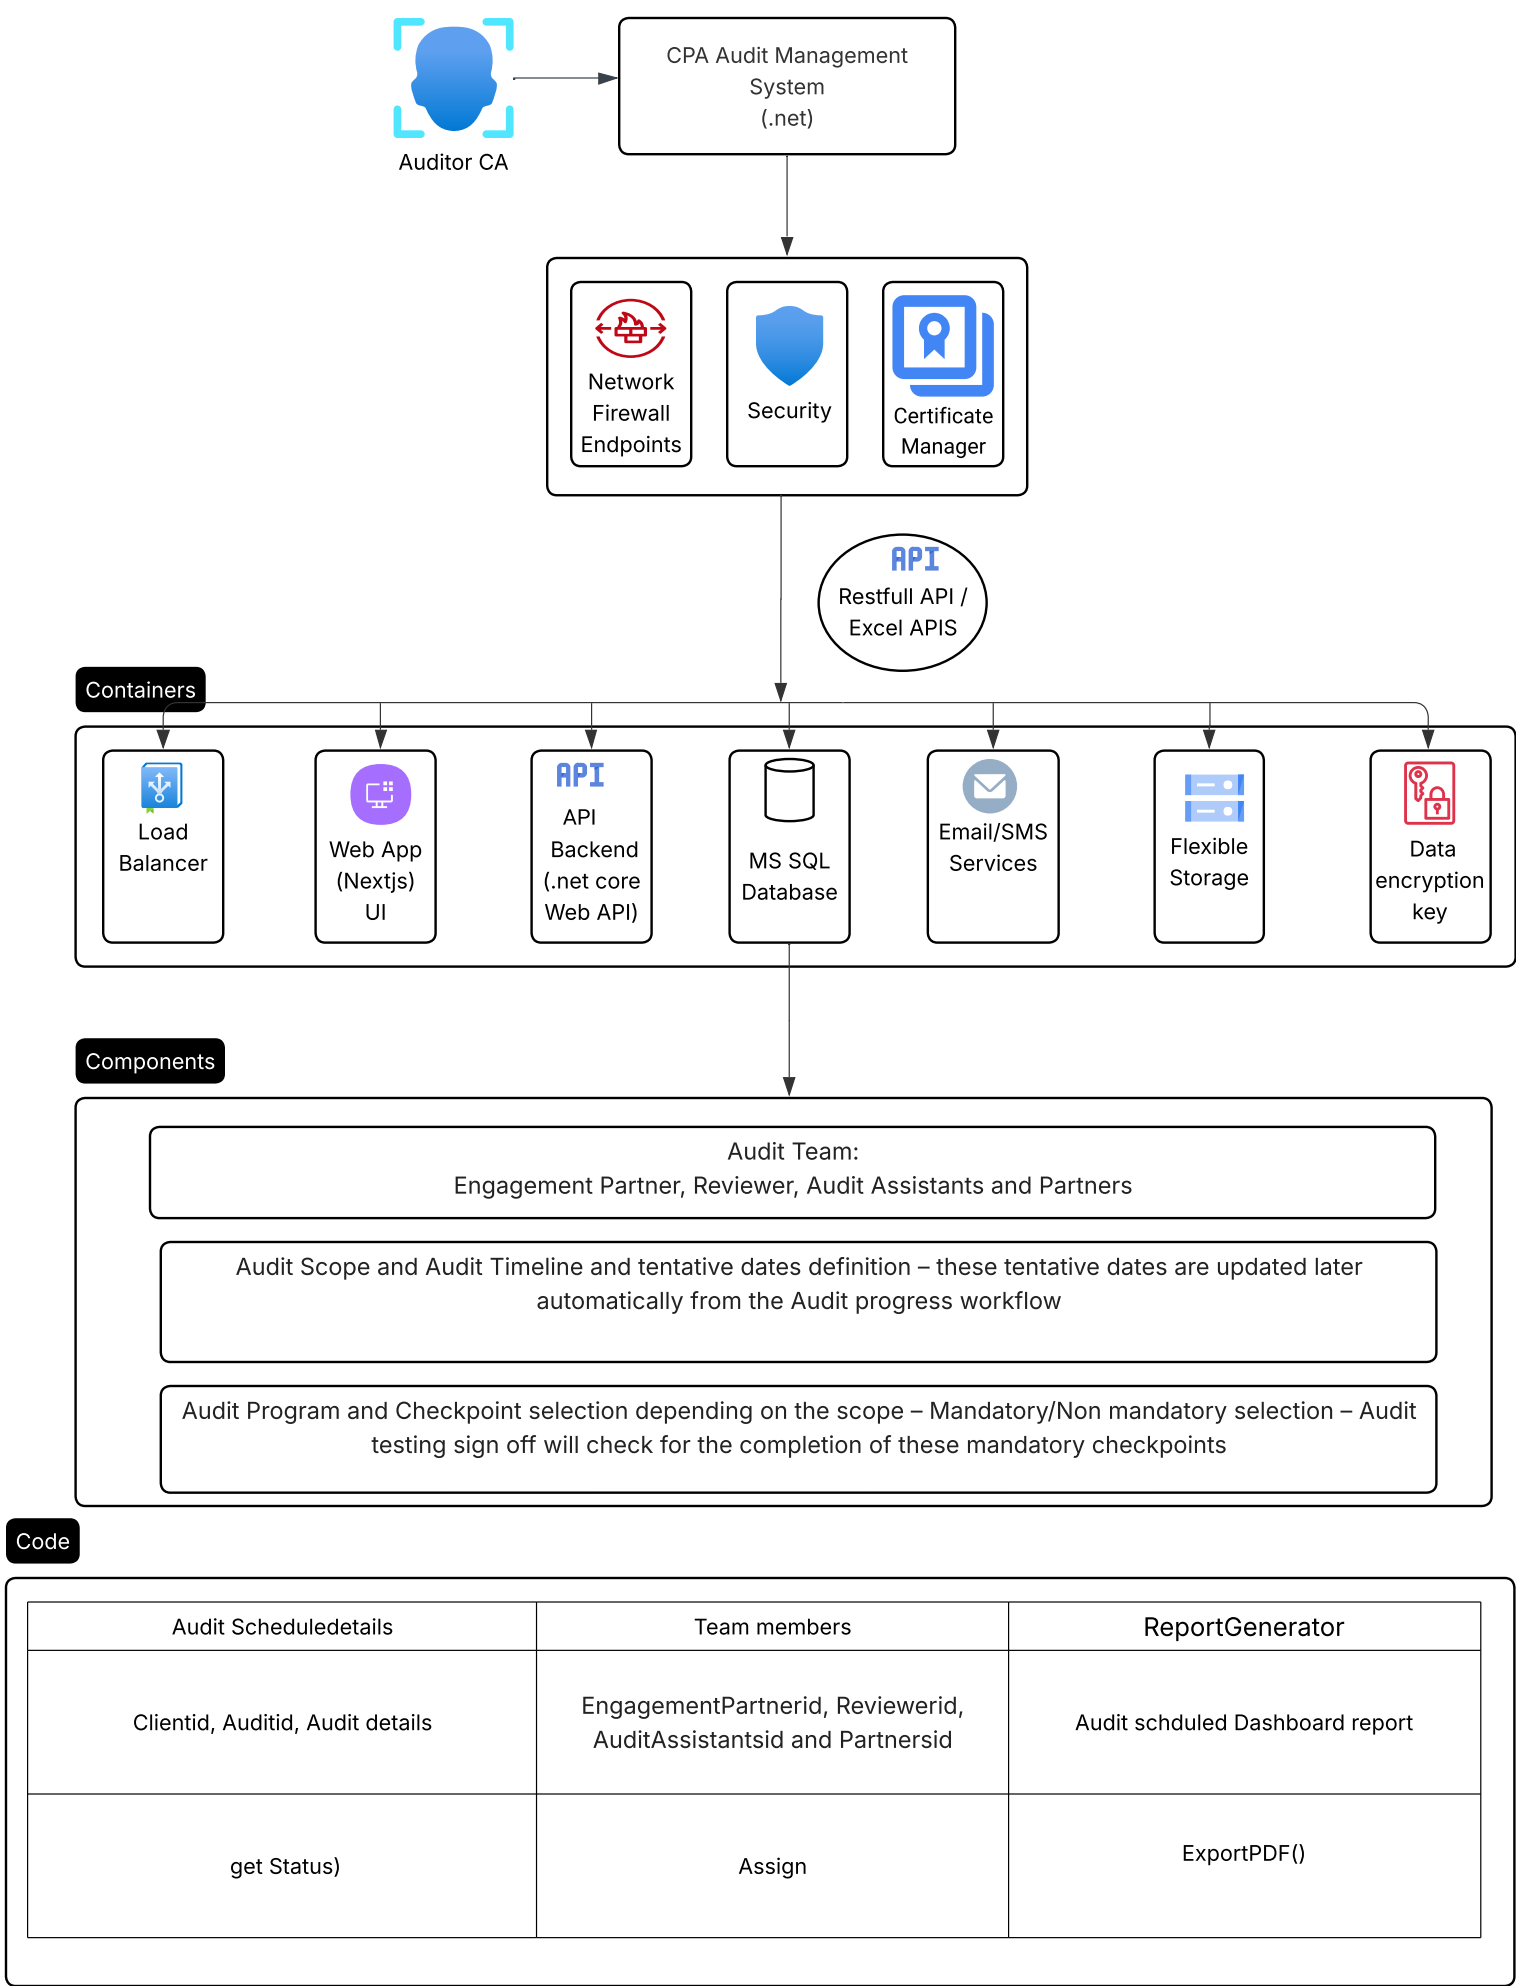 CPA Audit Management
System
(.net)
Auditor CA
Network
Firewall
Endpoints
Security
Certificate
Manager
API
Restfull API /
Excel APIS
Containers
Load
Balancer
Web App
(Nextjs)
UI
API
API
Backend
(.net core
Web API)
MS SQL
Database
Email/SMS
Services
Flexible
Storage
Data
encryption
key
Components
Audit Team:
Engagement Partner, Reviewer, Audit Assistants and Partners
Audit Scope and Audit Timeline and tentative dates definition – these tentative dates are updated later
automatically from the Audit progress workflow
Audit Program and Checkpoint selection depending on the scope – Mandatory/Non mandatory selection – Audit
testing sign off will check for the completion of these mandatory checkpoints
Code
Audit Scheduledetails
Team members
ReportGenerator
Clientid, Auditid, Audit details
EngagementPartnerid, Reviewerid,
AuditAssistantsid and Partnersid
Audit schduled Dashboard report
get Status)
Assign
ExportPDF()